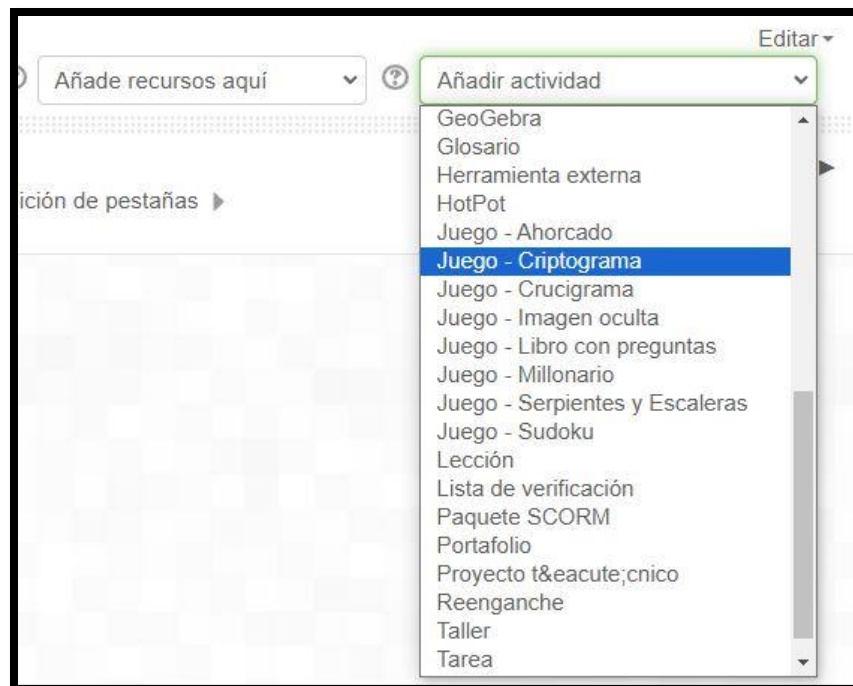 Editar
Añade recursos aquí
Añadir actividad
GeoGebra
Glosario
Herramienta externa
ición de pestañas
HotPot
Juego - Ahorcado
Juego - Criptograma
Juego - Crucigrama
Juego - Imagen oculta
Juego - Libro con preguntas
Juego - Millonario
Juego - Serpientes y Escaleras
Juego - Sudoku
Lección
Lista de verificación
Paquete SCORM
Portafolio
Proyecto t&eacute;cnico
Reenganche
Taller
Tarea